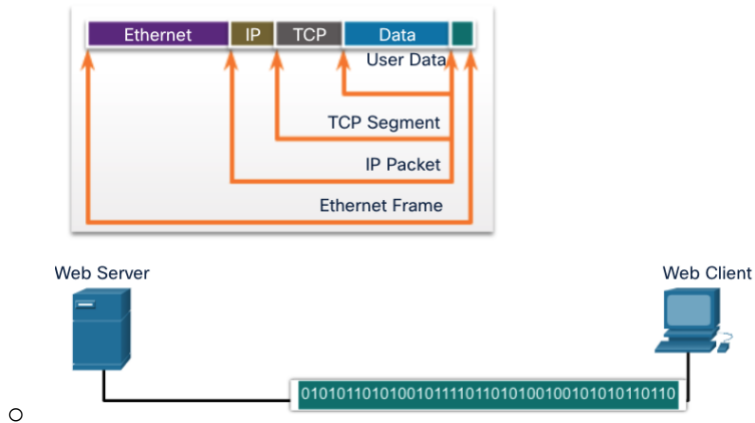 Ethernet IP TCP Data
User Data
TCP Segment
IP Packet
Ethernet Frame
Web Server Web Client
0101011010100101111011010100100101010110110